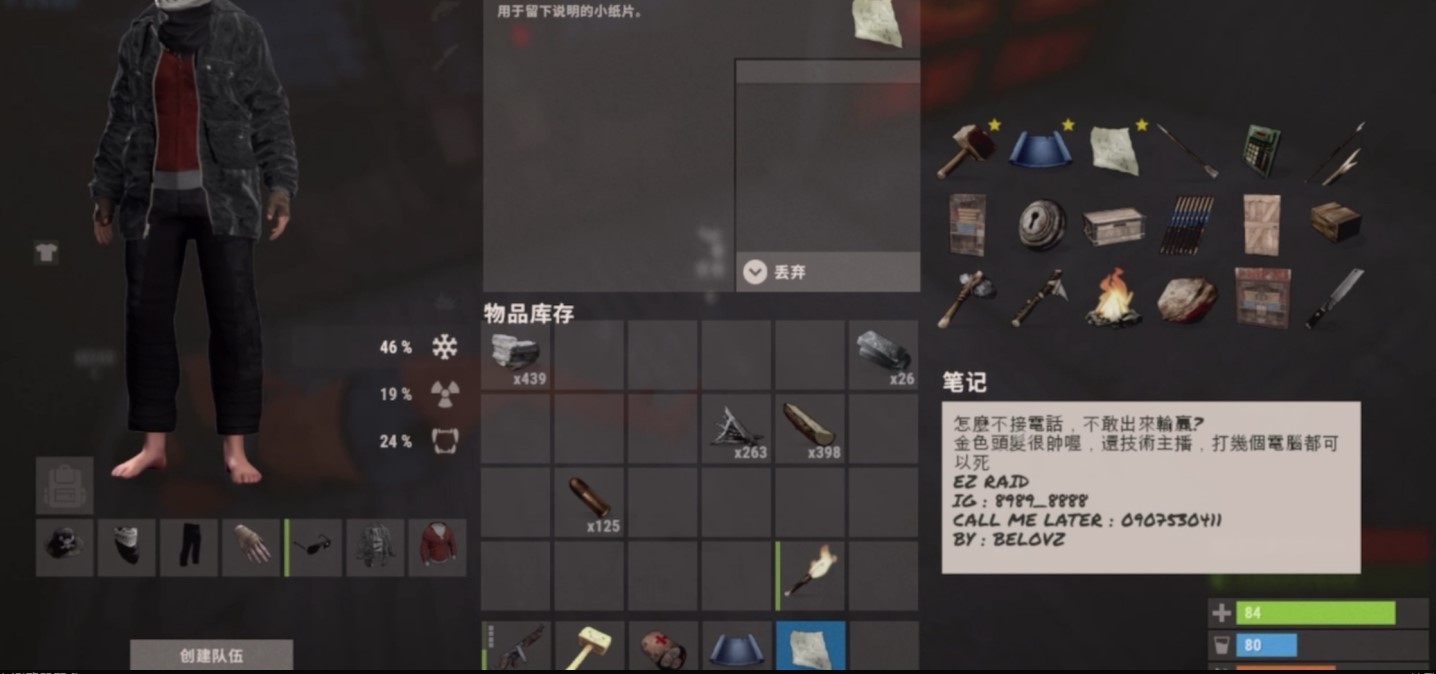 用于留下说明的小纸片。
丢弃
46 %
19 %
24 %
物品库存
x439
x26
x263
x398
x125
创建队伍
笔记
怎麼不接電話，不敢出來輪贏?
金色頭髮很帥喔，還技術主播，打幾個電腦都可
以死
EZ RAID
IG : 8989_8888
CALL ME LATER : 0907530411
BY : BELOVZ
84
80